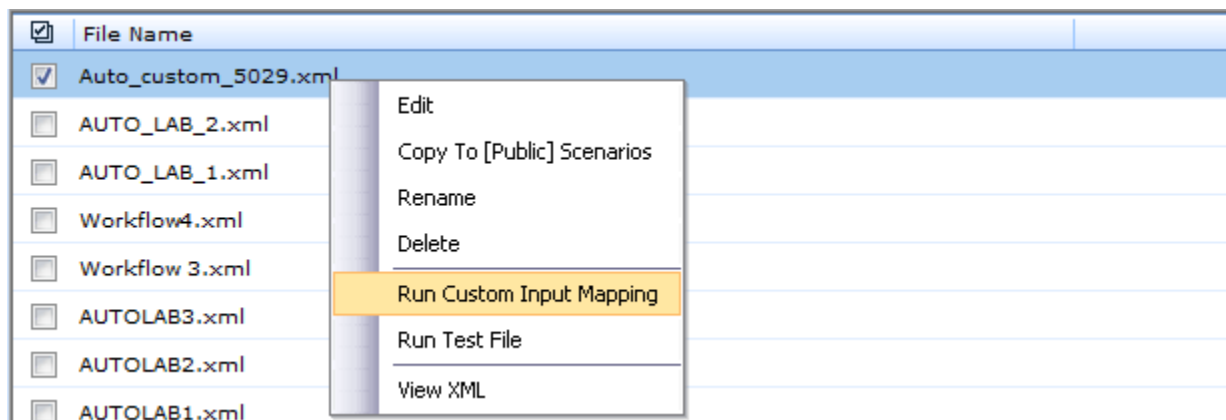 File Name
Auto_custom_5029.xml
AUTO_LAB_2.xml
AUTO_LAB_1.xml
Workflow4.xml
Workflow 3.xml
AUTOLAB3.xml
AUTOLAB2.xml
AUTOLAB1.xml
Edit
Copy To [Public] Scenarios
Rename
Delete
Run Custom Input Mapping
Run Test File
View XML